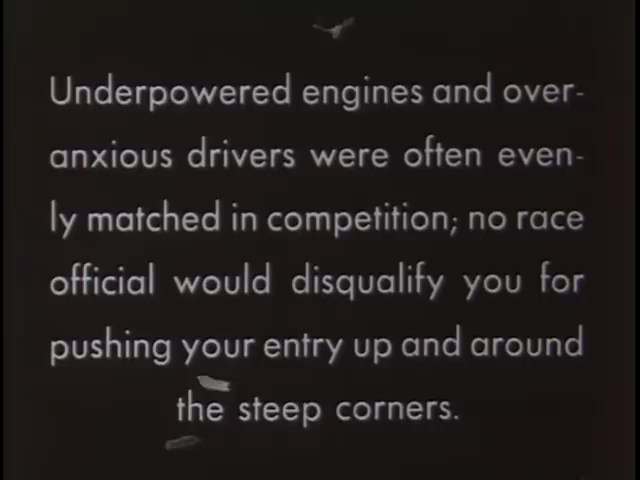 Underpowered engines and over-
anxious drivers were often even-
ly matched in competition; no race
official would disqualify you for
pushing your entry up and around
the steep corners.